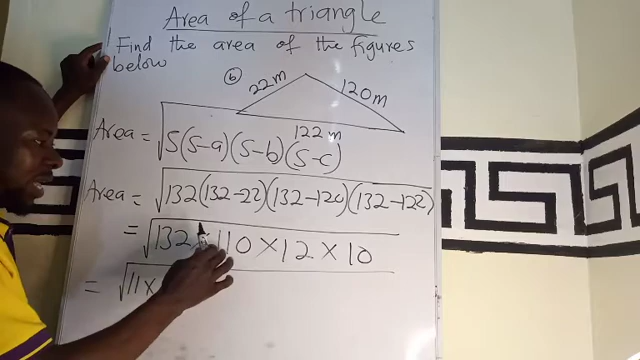 Area of a triangle
! Find the area of the figures
below
(b) 22m 120m
122 m
Area = √S(S-a)(S-b)(S-c)
Area = √132(132-22)(132-120)(132-122)
= √132 × 110 × 12 × 10
= √11 ×